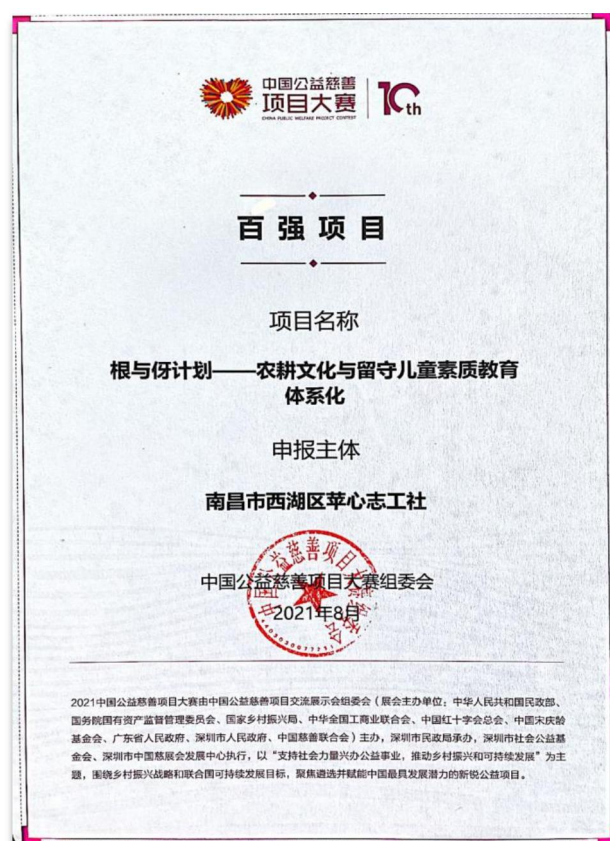 中国公益慈善
项目大赛
CHINA PUBLIC WELFARE PROJECT CONTEST
10th
百强项目
项目名称
根与伢计划——农耕文化与留守儿童素质教育
体系化
申报主体
南昌市西湖区苹心志工社
中国公益慈善项目大赛组委会
2021年8月
2021中国公益慈善项目大赛由中国公益慈善项目交流展示会组委会（展会主办单位：中华人民共和国民政部、
国务院国有资产监督管理委员会、国家乡村振兴局、中华全国工商业联合会、中国红十字会总会、中国宋庆龄
基金会、广东省人民政府、深圳市人民政府、中国慈善联合会）主办，深圳市民政局承办，深圳市社会公益基
金会、深圳市中国慈展会发展中心执行，以“支持社会力量兴办公益事业，推动乡村振兴和可持续发展”为主
题，围绕乡村振兴战略和联合国可持续发展目标，聚焦遴选并赋能中国最具发展潜力的新锐公益项目。